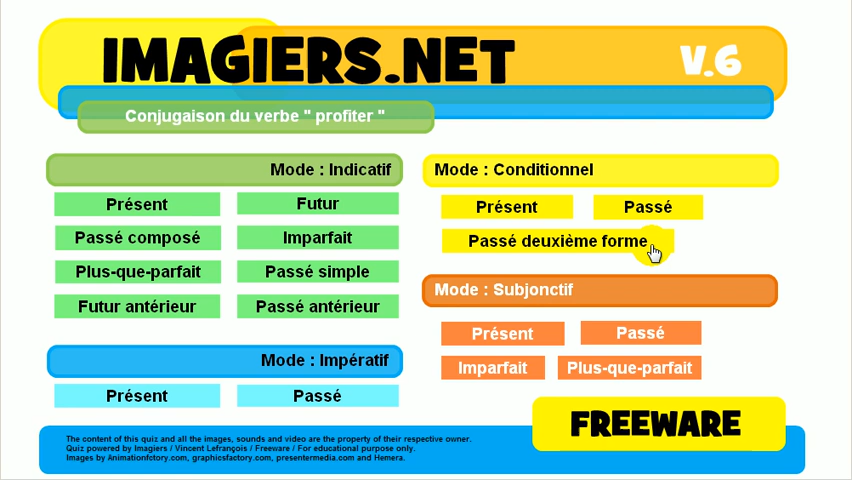 IMAGIERS.NET
V.6
Conjugaison du verbe " profiter "
Mode : Indicatif
Présent
Futur
Passé composé
Imparfait
Plus-que-parfait
Passé simple
Futur antérieur
Passé antérieur
Mode : Impératif
Présent
Passé
Mode : Conditionnel
Présent
Passé
Passé deuxième forme
Mode : Subjonctif
Présent
Passé
Imparfait
Plus-que-parfait
FREEWARE
The content of this quiz and all the images, sounds and video are the property of their respective owner.
Quiz powered by Imagiers / Vincent Lefrançois / Freeware / For educational purpose only.
Images by Animationfctory.com, graphicsfactory.com, presentermedia.com and Hemera.